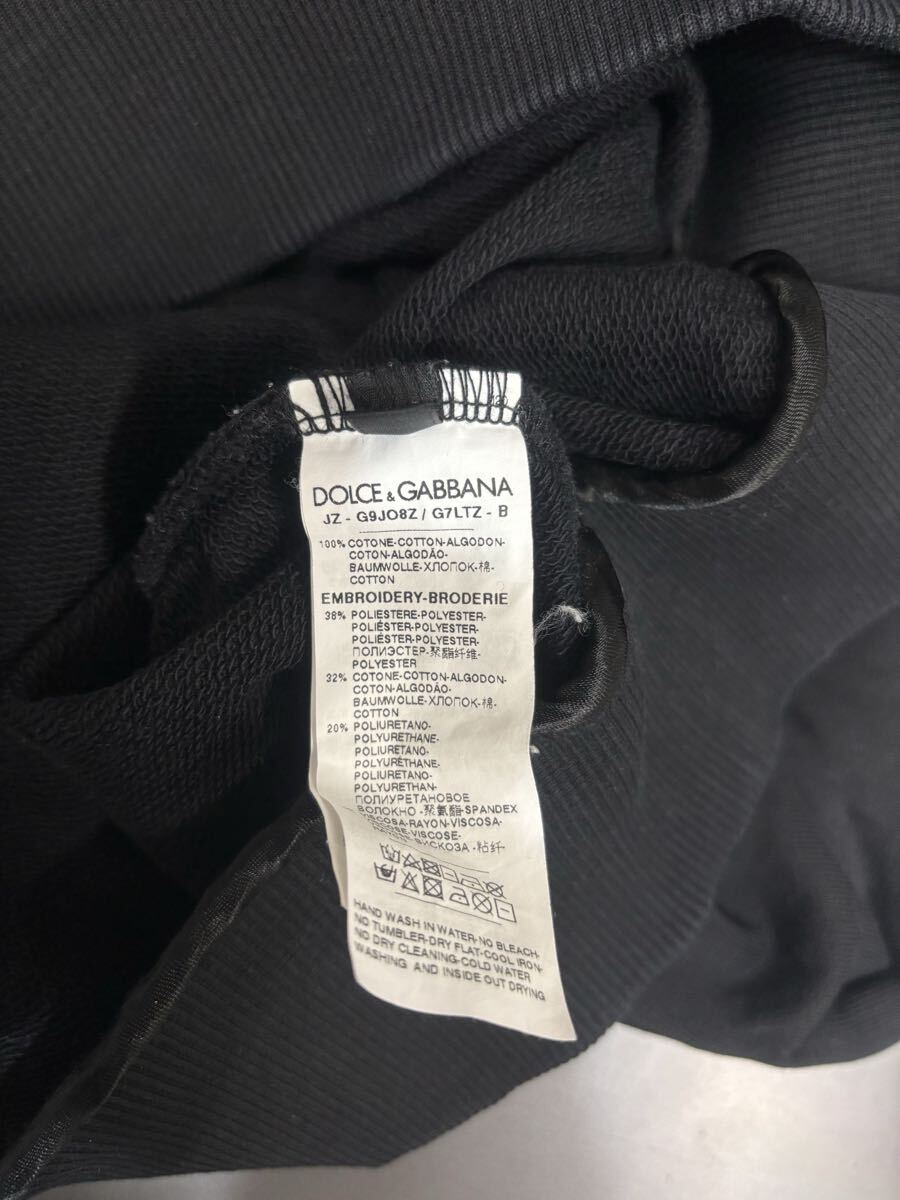 DOLCE & GABBANA
JZ - G9JO8Z / G7LTZ - B
100% COTONE-COTTON-ALGODON-
COTON-ALGODÃO-
BAUMWOLLE-ХЛОПОК-棉-
COTTON
EMBROIDERY-BRODERIE
38% POLIESTERE-POLYESTER-
POLIÉSTER-POLYESTER-
POLIÉSTER-POLYESTER-
ПОЛИЭСТЕР-聚酯纤维-
POLYESTER
32% COTONE-COTTON-ALGODON-
COTON-ALGODÃO-
BAUMWOLLE-ХЛОПОК-棉-
COTTON
20% POLIURETANO-
POLYURETHANE-
POLIURETANO-
POLYURÉTHANE-
POLIURETANO-
POLYURETHAN-
ПОЛИУРЕТАНОВОЕ
ВОЛОКНО-聚氨酯-SPANDEX
VISCOSA-RAYON-VISCOSA-
VISCOSE-
ВИСКОЗА-粘纤-
HAND WASH IN WATER-NO BLEACH-
NO TUMBLER-DRY FLAT-COOL IRON-
NO DRY CLEANING-COLD WATER
WASHING AND INSIDE OUT DRYING